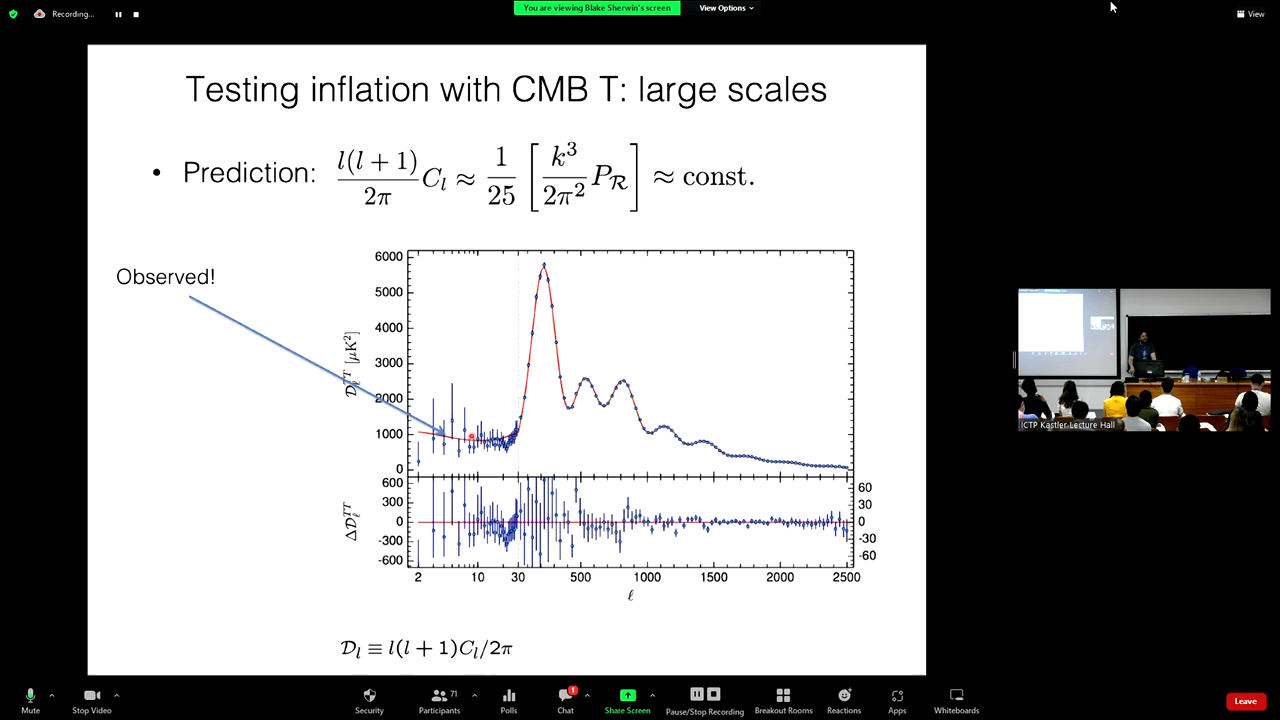 Recording...
You are viewing Blake Sherwin's screen
View Options
View
Testing inflation with CMB T: large scales
• Prediction: l(l + 1)/2π C_l ≈ 1/25 [k³/2π² P_ℛ] ≈ const.
Observed!
D_ℓ^TT [μK²]
6000
5000
4000
3000
2000
1000
0
ΔD_ℓ^TT
600
300
0
-300
-600
60
30
0
-30
-60
2 10 30 500 1000 1500 2000 2500
ℓ
D_l ≡ l(l + 1)C_l/2π
ICTP Kastler Lecture Hall
Mute
Stop Video
Security
71
Participants
Polls
1
Chat
Share Screen
Pause/Stop Recording
Breakout Rooms
Reactions
Apps
Whiteboards
Leave